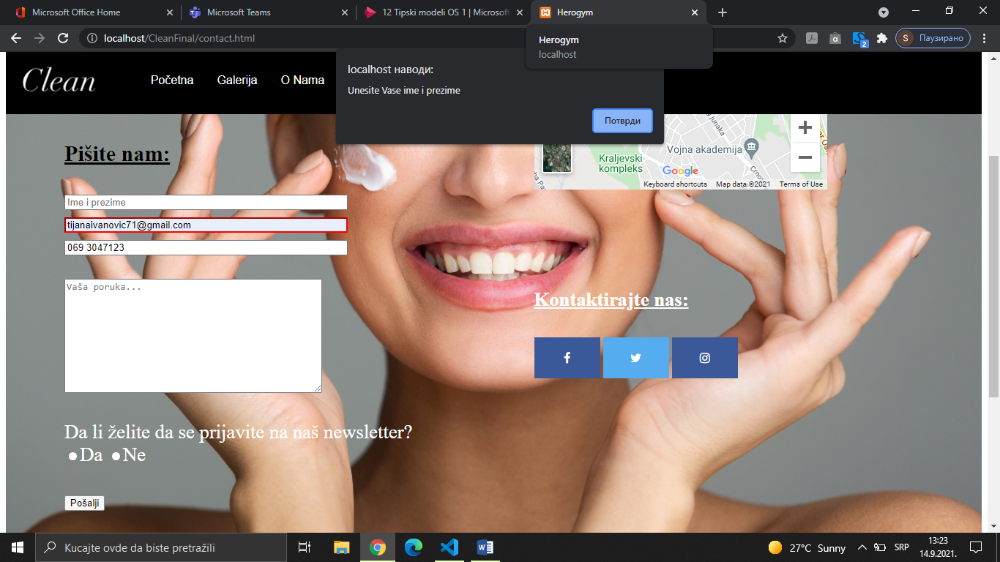 Microsoft Office Home
Microsoft Teams
12 Tipski modeli OS 1 | Microsoft
Herogym
localhost/CleanFinal/contact.html
Herogym
localhost
S Паузирано
2
localhost наводи:
Unesite Vase ime i prezime
Потврди
Clean
Početna
Galerija
O Nama
Pišite nam:
Ime i prezime
tijanaivanovic71@gmail.com
069 3047123
Vaša poruka...
Da li želite da se prijavite na naš newsletter?
Da Ne
Pošalji
Vojna akademija
Kraljevski
kompleks
Google
Keyboard shortcuts Map data ©2021 Terms of Use
Kontaktirajte nas:
Kucajte ovde da biste pretražili
27°C Sunny
SRP
13:23
14.9.2021.